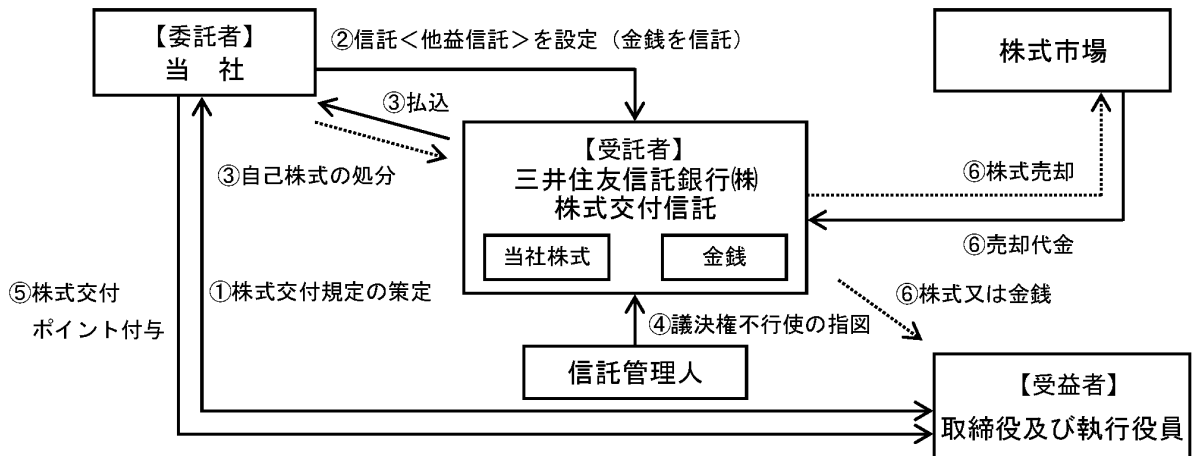 【委託者】
当 社
②信託<他益信託>を設定（金銭を信託）
株式市場
③払込
③自己株式の処分
【受託者】
三井住友信託銀行㈱
株式交付信託
当社株式
金銭
⑥株式売却
⑥売却代金
⑤株式交付
ポイント付与
①株式交付規定の策定
⑥株式又は金銭
④議決権不行使の指図
信託管理人
【受益者】
取締役及び執行役員